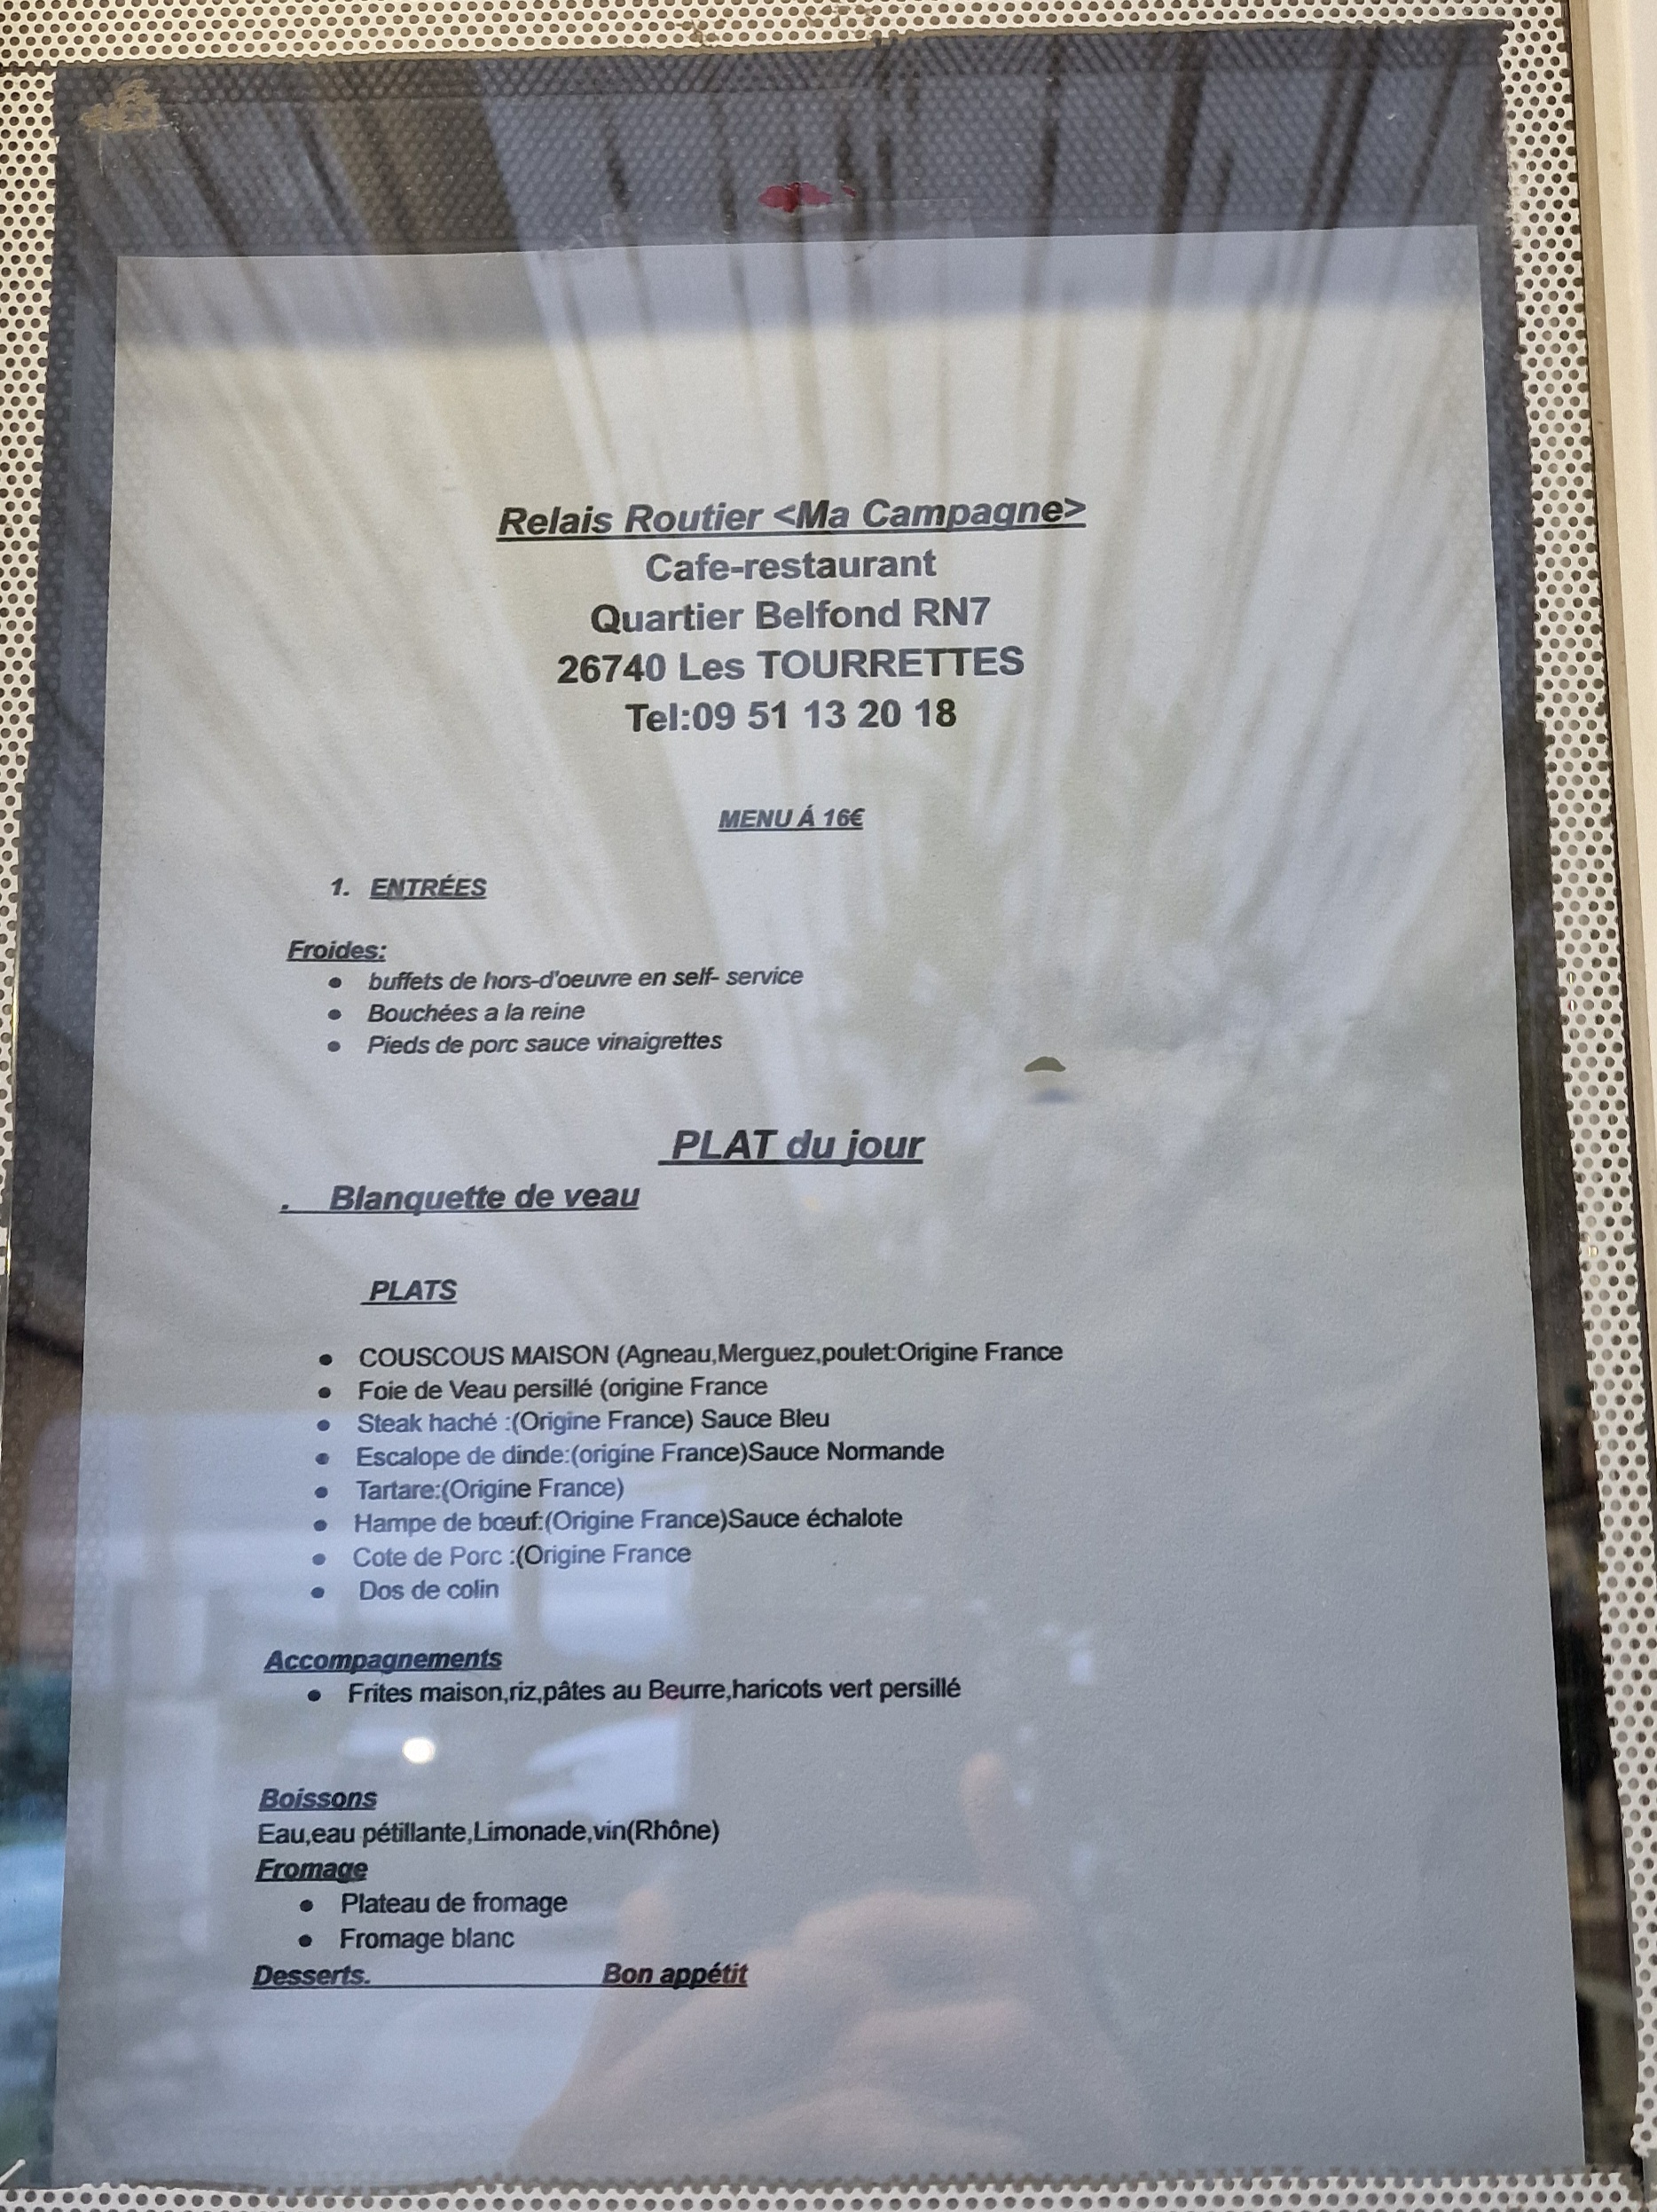 Relais Routier <Ma Campagne>
Cafe-restaurant
Quartier Belfond RN7
26740 Les TOURRETTES
Tel:09 51 13 20 18
MENU Á 16€
1. ENTRÉES
Froides:
• buffets de hors-d'oeuvre en self- service
• Bouchées a la reine
• Pieds de porc sauce vinaigrettes
PLAT du jour
. Blanquette de veau
PLATS
• COUSCOUS MAISON (Agneau,Merguez,poulet:Origine France
• Foie de Veau persillé (origine France
• Steak haché :(Origine France) Sauce Bleu
• Escalope de dinde:(origine France)Sauce Normande
• Tartare:(Origine France)
• Hampe de bœuf:(Origine France)Sauce échalote
• Cote de Porc :(Origine France
• Dos de colin
Accompagnements
• Frites maison,riz,pâtes au Beurre,haricots vert persillé
Boissons
Eau,eau pétillante,Limonade,vin(Rhône)
Fromage
• Plateau de fromage
• Fromage blanc
Desserts. Bon appétit